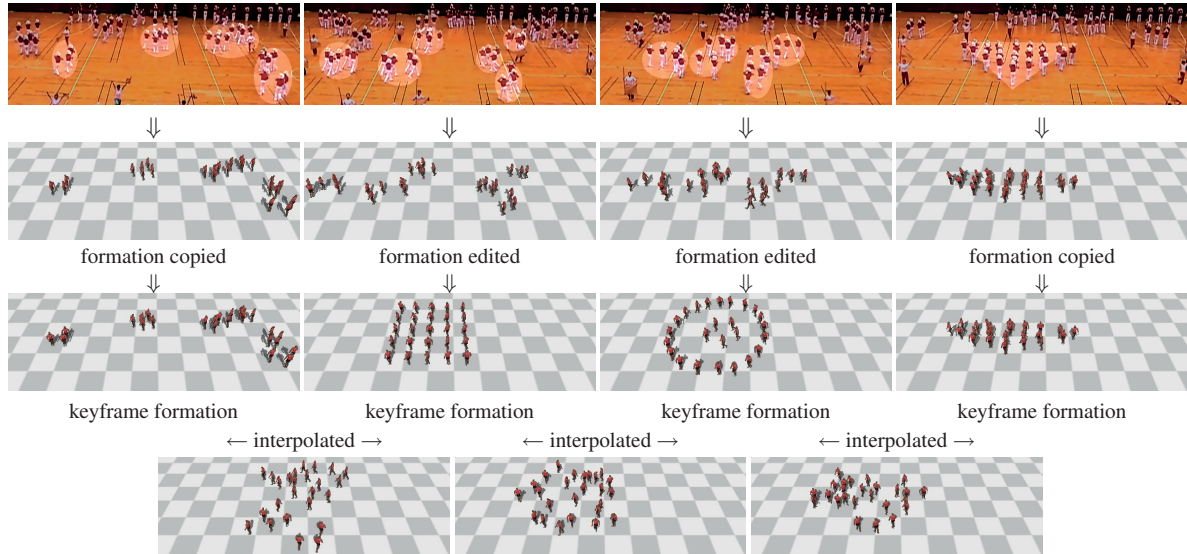 ⇓ ⇓ ⇓ ⇓
formation copied formation edited formation edited formation copied
⇓ ⇓ ⇓ ⇓
keyframe formation keyframe formation keyframe formation keyframe formation
← interpolated → ← interpolated → ← interpolated →